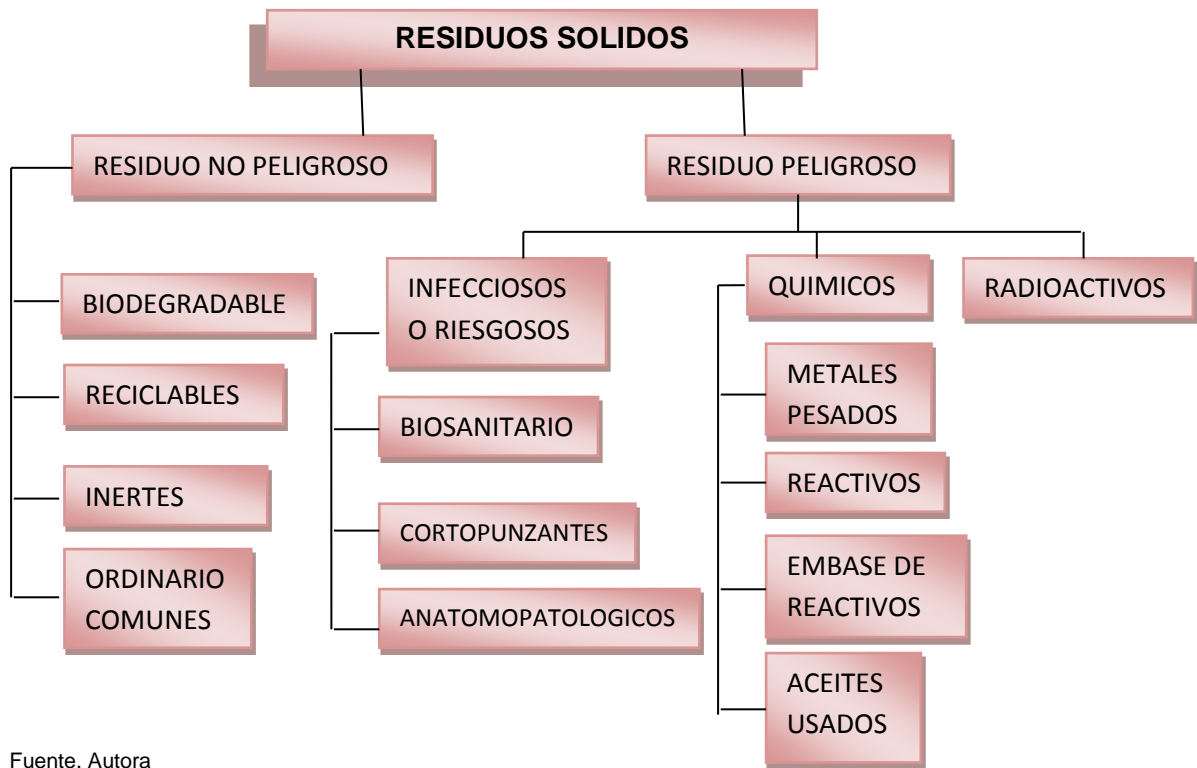 RESIDUOS SOLIDOS
RESIDUO NO PELIGROSO
RESIDUO PELIGROSO
BIODEGRADABLE
RECICLABLES
INERTES
ORDINARIO
COMUNES
INFECCIOSOS
O RIESGOSOS
BIOSANITARIO
CORTOPUNZANTES
ANATOMOPATOLOGICOS
QUIMICOS
METALES
PESADOS
REACTIVOS
EMBASE DE
REACTIVOS
ACEITES
USADOS
RADIOACTIVOS
Fuente. Autora